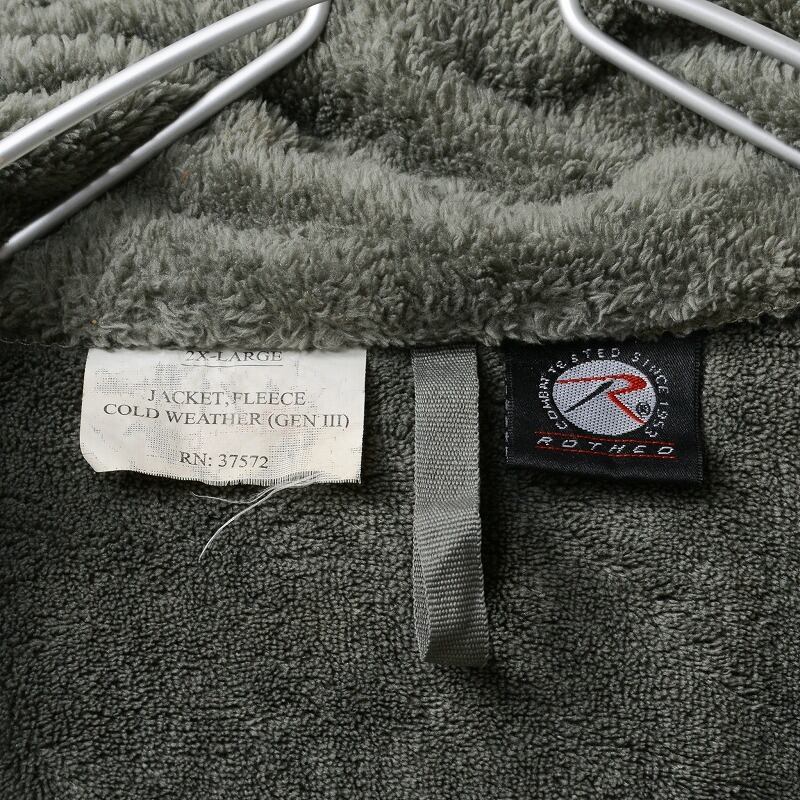 2X-LARGE
JACKET, FLEECE
COLD WEATHER (GEN III)
RN: 37572
COMBAT TESTED SINCE 1953
R®
ROTHCO